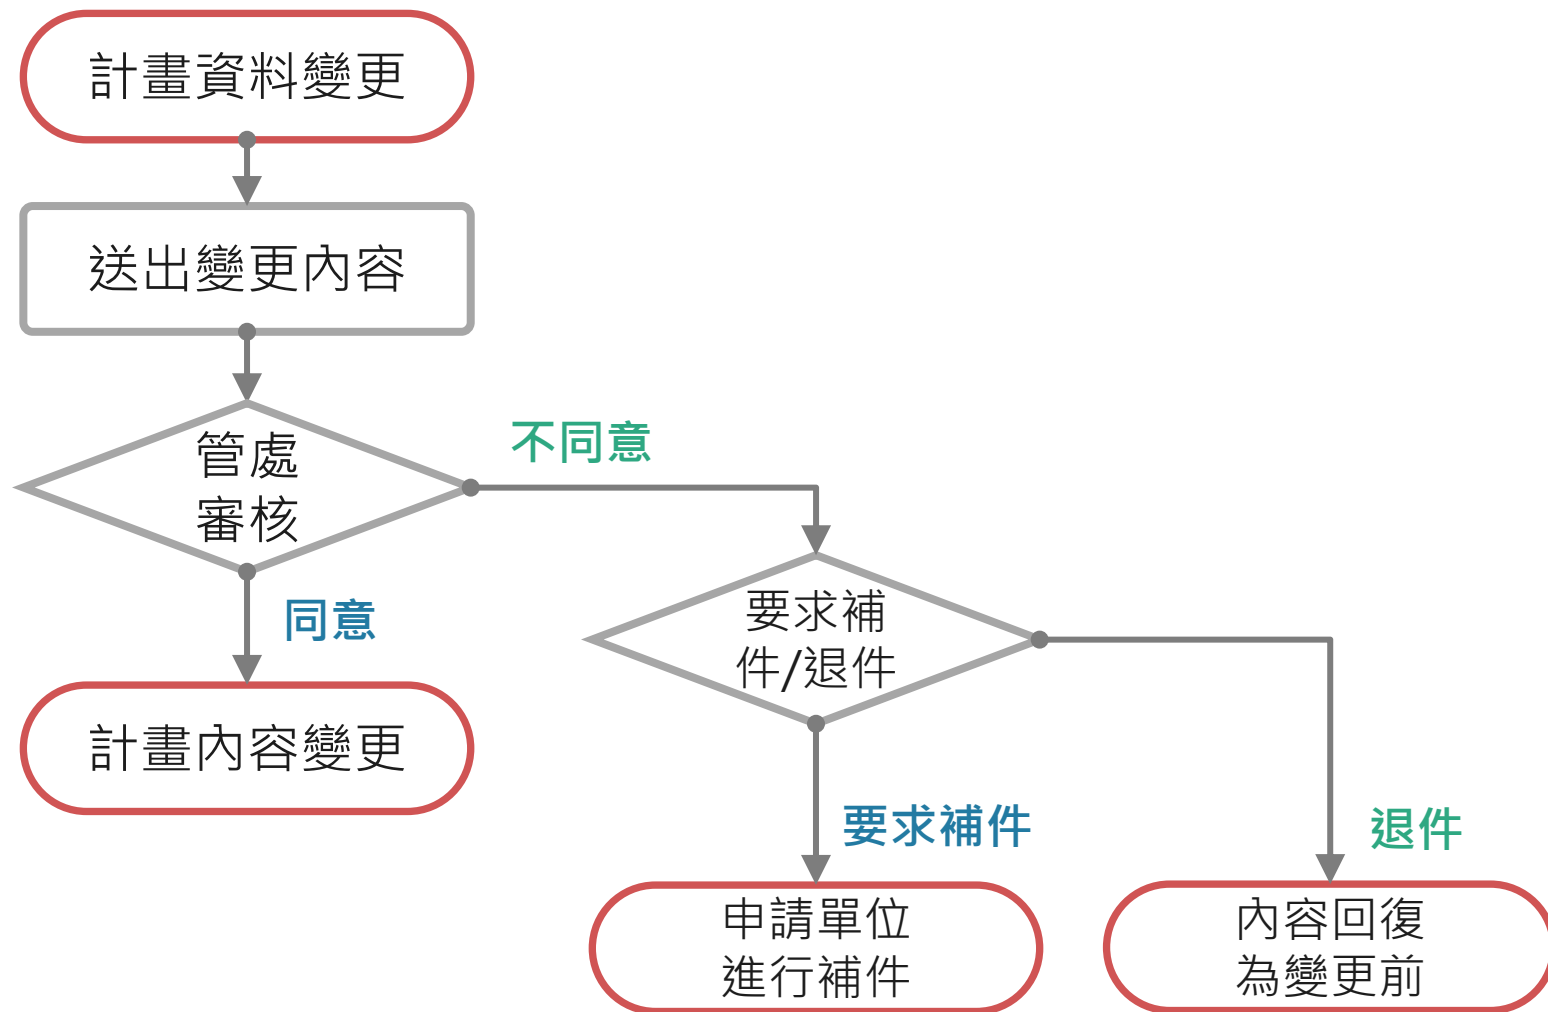 計畫資料變更
送出變更內容
管處
審核
不同意
同意
計畫內容變更
要求補
件/退件
要求補件
退件
申請單位
進行補件
內容回復
為變更前